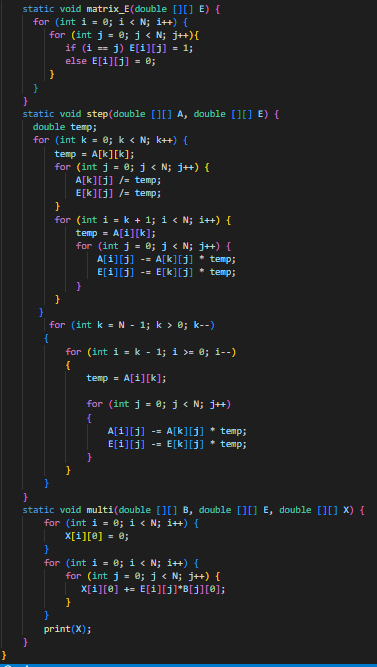 static void matrix_E(double [][] E) {
for (int i = 0; i < N; i++) {
for (int j = 0; j < N; j++){
if (i == j) E[i][j] = 1;
else E[i][j] = 0;
}
}
}
static void step(double [][] A, double [][] E) {
double temp;
for (int k = 0; k < N; k++) {
temp = A[k][k];
for (int j = 0; j < N; j++) {
A[k][j] /= temp;
E[k][j] /= temp;
}
for (int i = k + 1; i < N; i++) {
temp = A[i][k];
for (int j = 0; j < N; j++) {
A[i][j] -= A[k][j] * temp;
E[i][j] -= E[k][j] * temp;
}
}
}
for (int k = N - 1; k > 0; k--)
{
for (int i = k - 1; i >= 0; i--)
{
temp = A[i][k];
for (int j = 0; j < N; j++)
{
A[i][j] -= A[k][j] * temp;
E[i][j] -= E[k][j] * temp;
}
}
}
}
static void multi(double [][] B, double [][] E, double [][] X) {
for (int i = 0; i < N; i++) {
X[i][0] = 0;
}
for (int i = 0; i < N; i++) {
for (int j = 0; j < N; j++) {
X[i][0] += E[i][j]*B[j][0];
}
}
print(X);
}
}